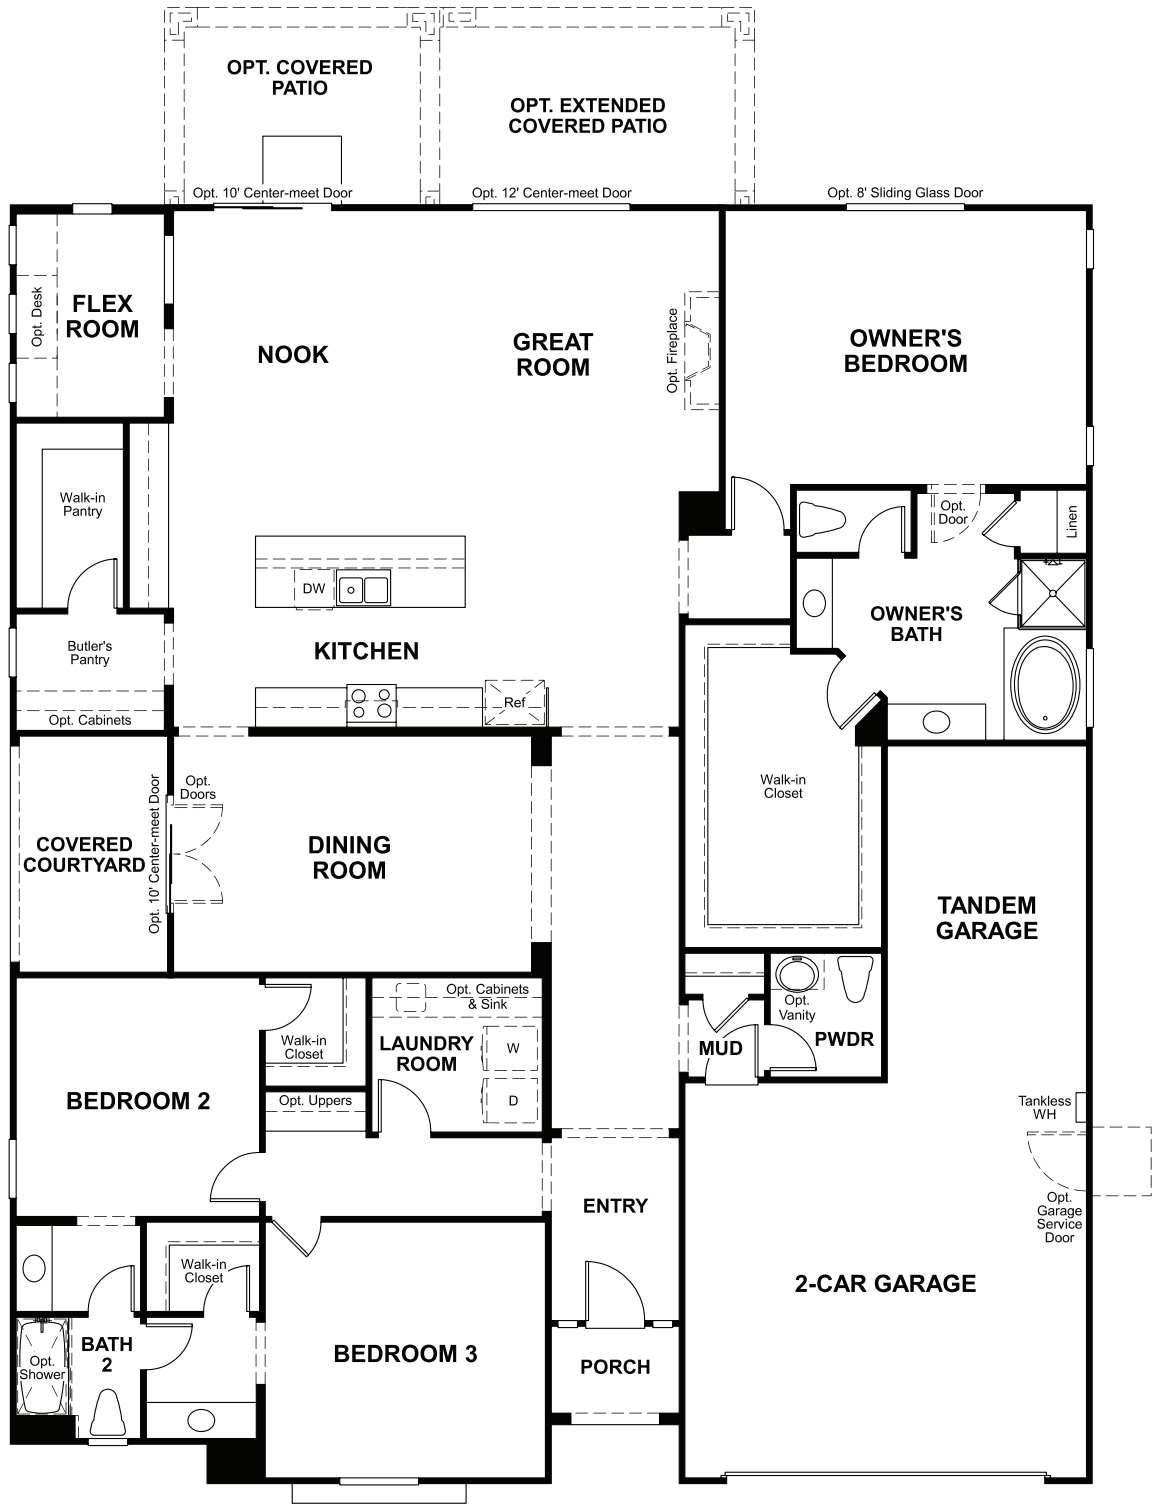 OPT. COVERED
PATIO
OPT. EXTENDED
COVERED PATIO
Opt. 10' Center-meet Door
Opt. 12' Center-meet Door
Opt. 8' Sliding Glass Door
Opt. Desk
FLEX
ROOM
NOOK
GREAT
ROOM
Opt. Fireplace
OWNER'S
BEDROOM
Walk-in
Pantry
Opt.
Door
Linen
DW
OWNER'S
BATH
Butler's
Pantry
KITCHEN
Ref
Opt. Cabinets
Opt.
Doors
Opt. 10' Center-meet Door
COVERED
COURTYARD
DINING
ROOM
Walk-in
Closet
TANDEM
GARAGE
Opt. Cabinets
& Sink
Opt.
Vanity
Walk-in
Closet
LAUNDRY
ROOM
W
MUD
PWDR
BEDROOM 2
Opt. Uppers
D
Tankless
WH
ENTRY
Opt.
Garage
Service
Door
Walk-in
Closet
2-CAR GARAGE
BATH
2
Opt.
Shower
BEDROOM 3
PORCH